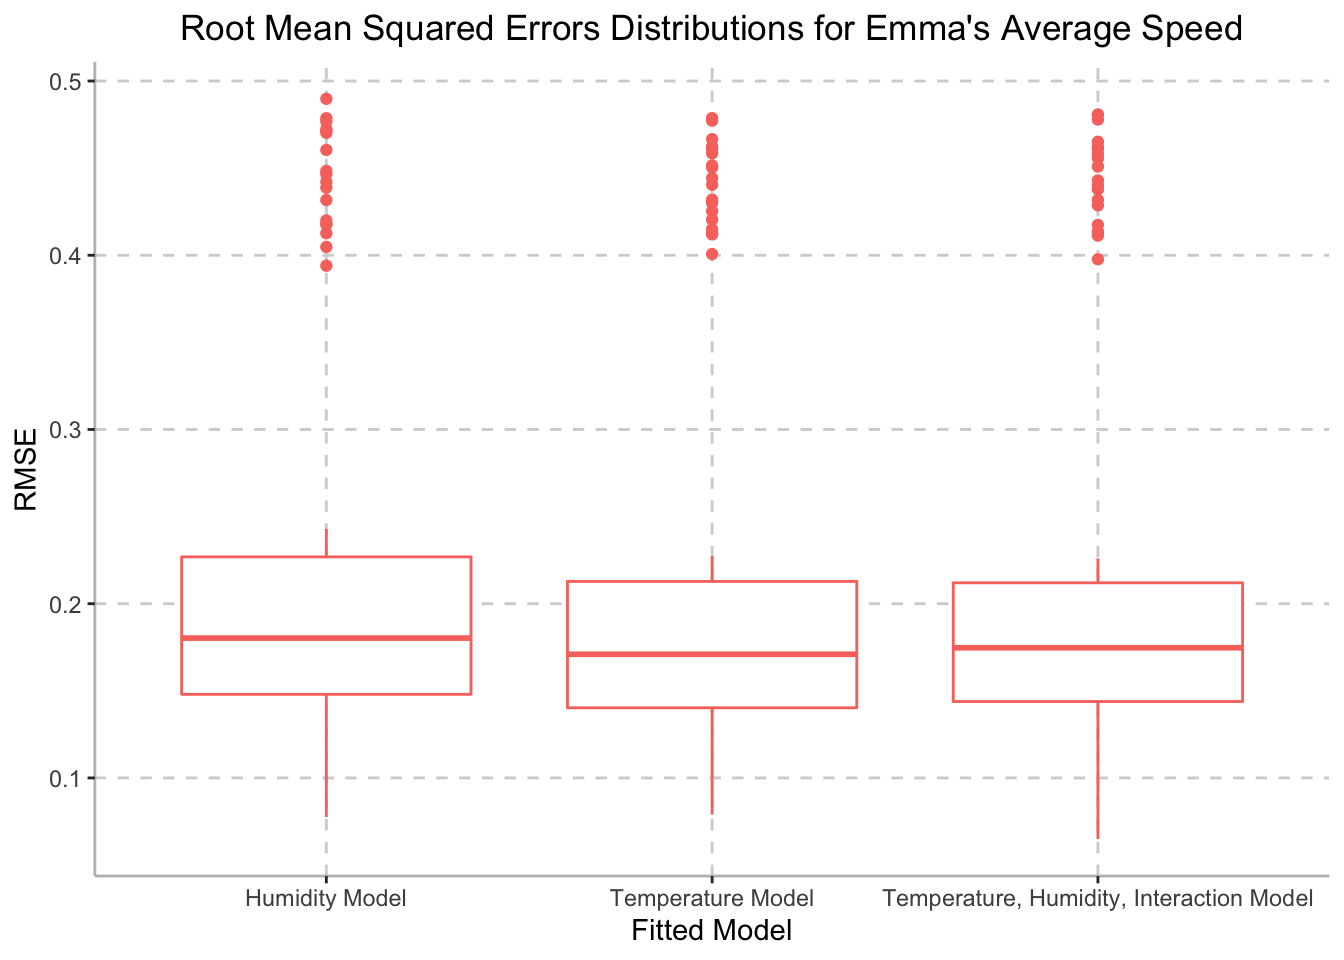 Root Mean Squared Errors Distributions for Emma's Average Speed
0.5
0.4
0.3
0.2
0.1
RMSE
Humidity Model
Temperature Model
Temperature, Humidity, Interaction Model
Fitted Model